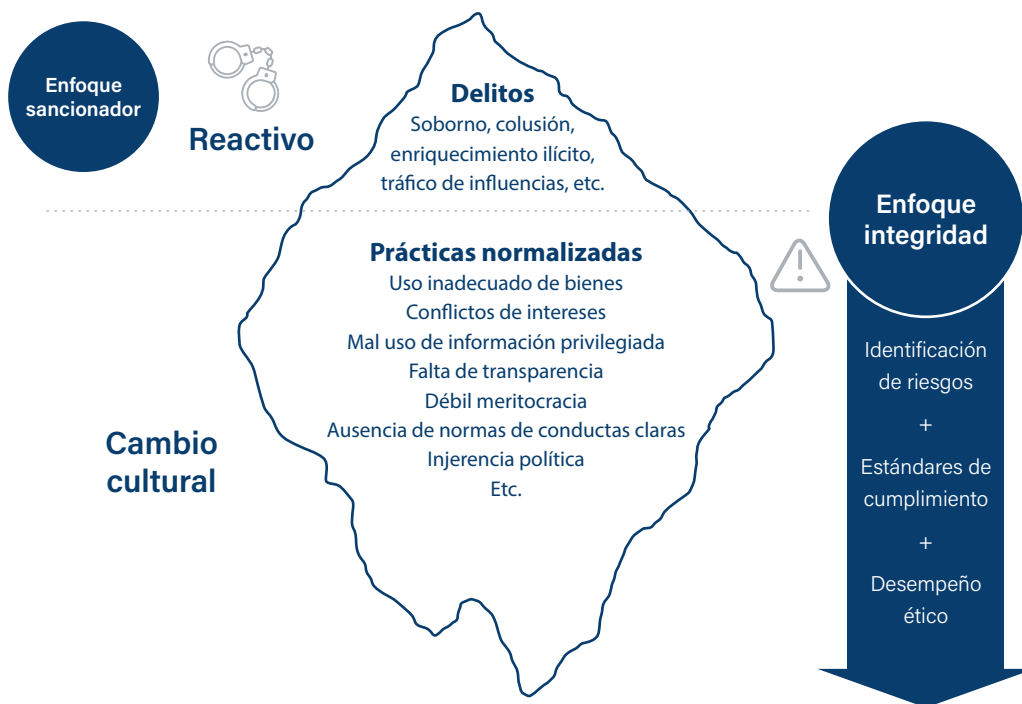 Enfoque
sancionador
Reactivo
Delitos
Soborno, colusión,
enriquecimiento ilícito,
tráfico de influencias, etc.
Enfoque
integridad
Prácticas normalizadas
Uso inadecuado de bienes
Conflictos de intereses
Mal uso de información privilegiada
Falta de transparencia
Débil meritocracia
Ausencia de normas de conductas claras
Injerencia política
Etc.
Cambio
cultural
Identificación
de riesgos
+
Estándares de
cumplimiento
+
Desempeño
ético